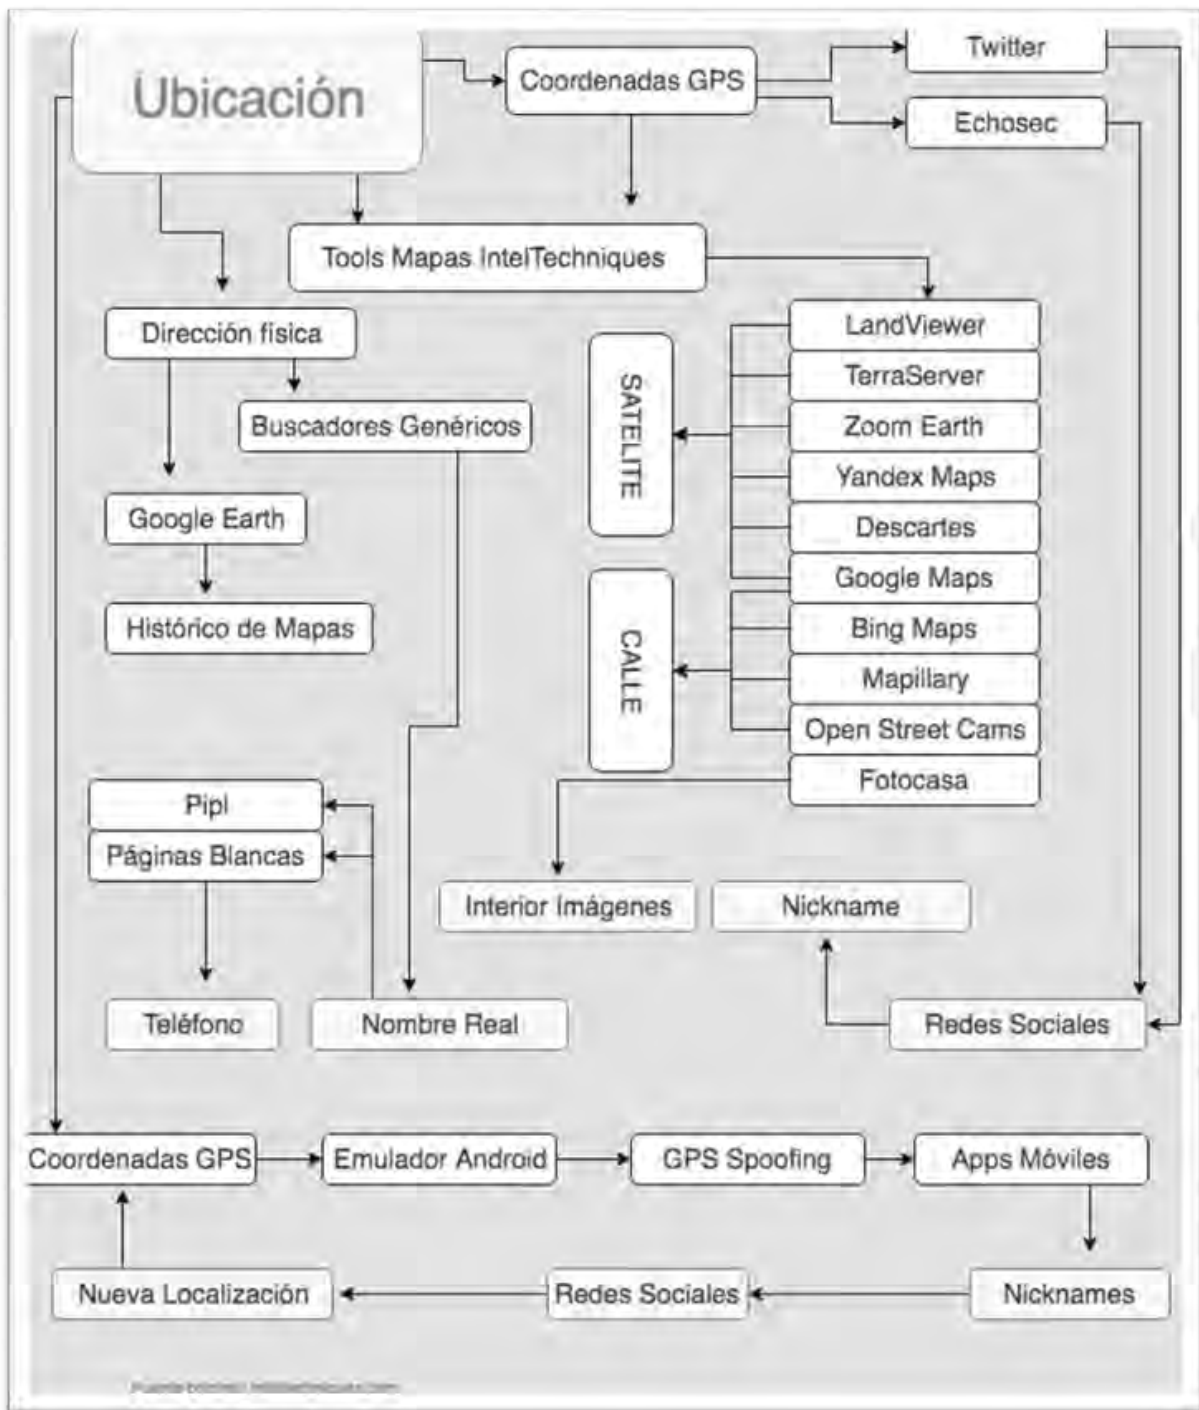 Ubicación
Coordenadas GPS
Twitter
Echosec
Tools Mapas IntelTechniques
Dirección física
Buscadores Genéricos
Google Earth
Histórico de Mapas
SATELITE
CALLE
LandViewer
TerraServer
Zoom Earth
Yandex Maps
Descartes
Google Maps
Bing Maps
Mapillary
Open Street Cams
Fotocasa
Pipl
Páginas Blancas
Interior Imágenes
Nickname
Teléfono
Nombre Real
Redes Sociales
Coordenadas GPS
Emulador Android
GPS Spoofing
Apps Móviles
Nueva Localización
Redes Sociales
Nicknames